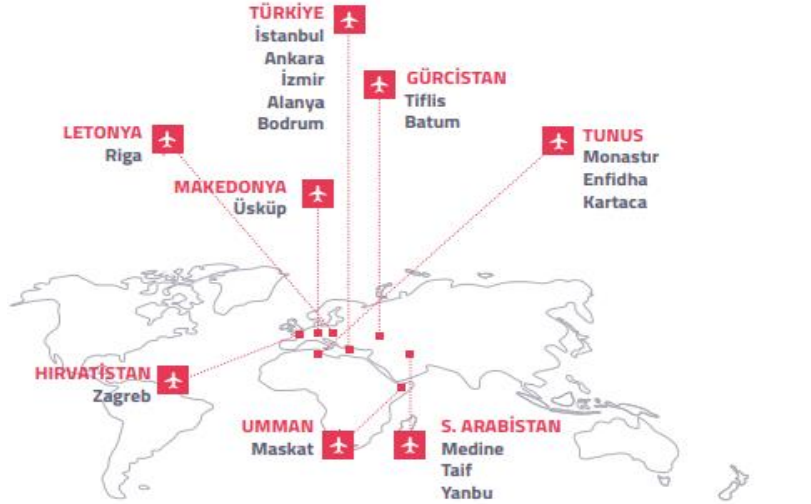 TÜRKİYE
İstanbul
Ankara
İzmir
Alanya
Bodrum
GÜRCİSTAN
Tiflis
Batum
LETONYA
Riga
TUNUS
Monastır
Enfidha
Kartaca
MAKEDONYA
Üsküp
HIRVATİSTAN
Zagreb
UMMAN
Maskat
S. ARABİSTAN
Medine
Taif
Yanbu